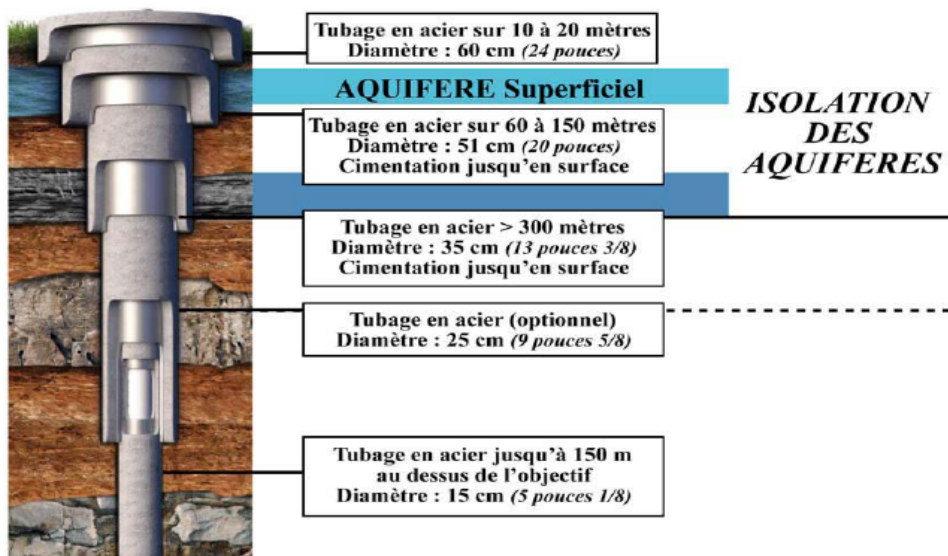 Tubage en acier sur 10 à 20 mètres
Diamètre : 60 cm (24 pouces)
AQUIFERE Superficiel
Tubage en acier sur 60 à 150 mètres
Diamètre : 51 cm (20 pouces)
Cimentation jusqu'en surface
ISOLATION
DES
AQUIFERES
Tubage en acier > 300 mètres
Diamètre : 35 cm (13 pouces 3/8)
Cimentation jusqu'en surface
Tubage en acier (optionnel)
Diamètre : 25 cm (9 pouces 5/8)
Tubage en acier jusqu'à 150 m
au dessus de l'objectif
Diamètre : 15 cm (5 pouces 1/8)